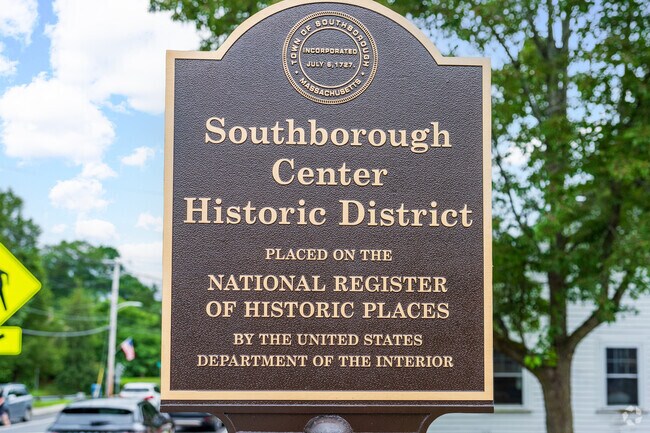 TOWN OF SOUTHBOROUGH
INCORPORATED
JULY 6, 1727.
MASSACHUSETTS
Southborough
Center
Historic District
PLACED ON THE
NATIONAL REGISTER
OF HISTORIC PLACES
BY THE UNITED STATES
DEPARTMENT OF THE INTERIOR